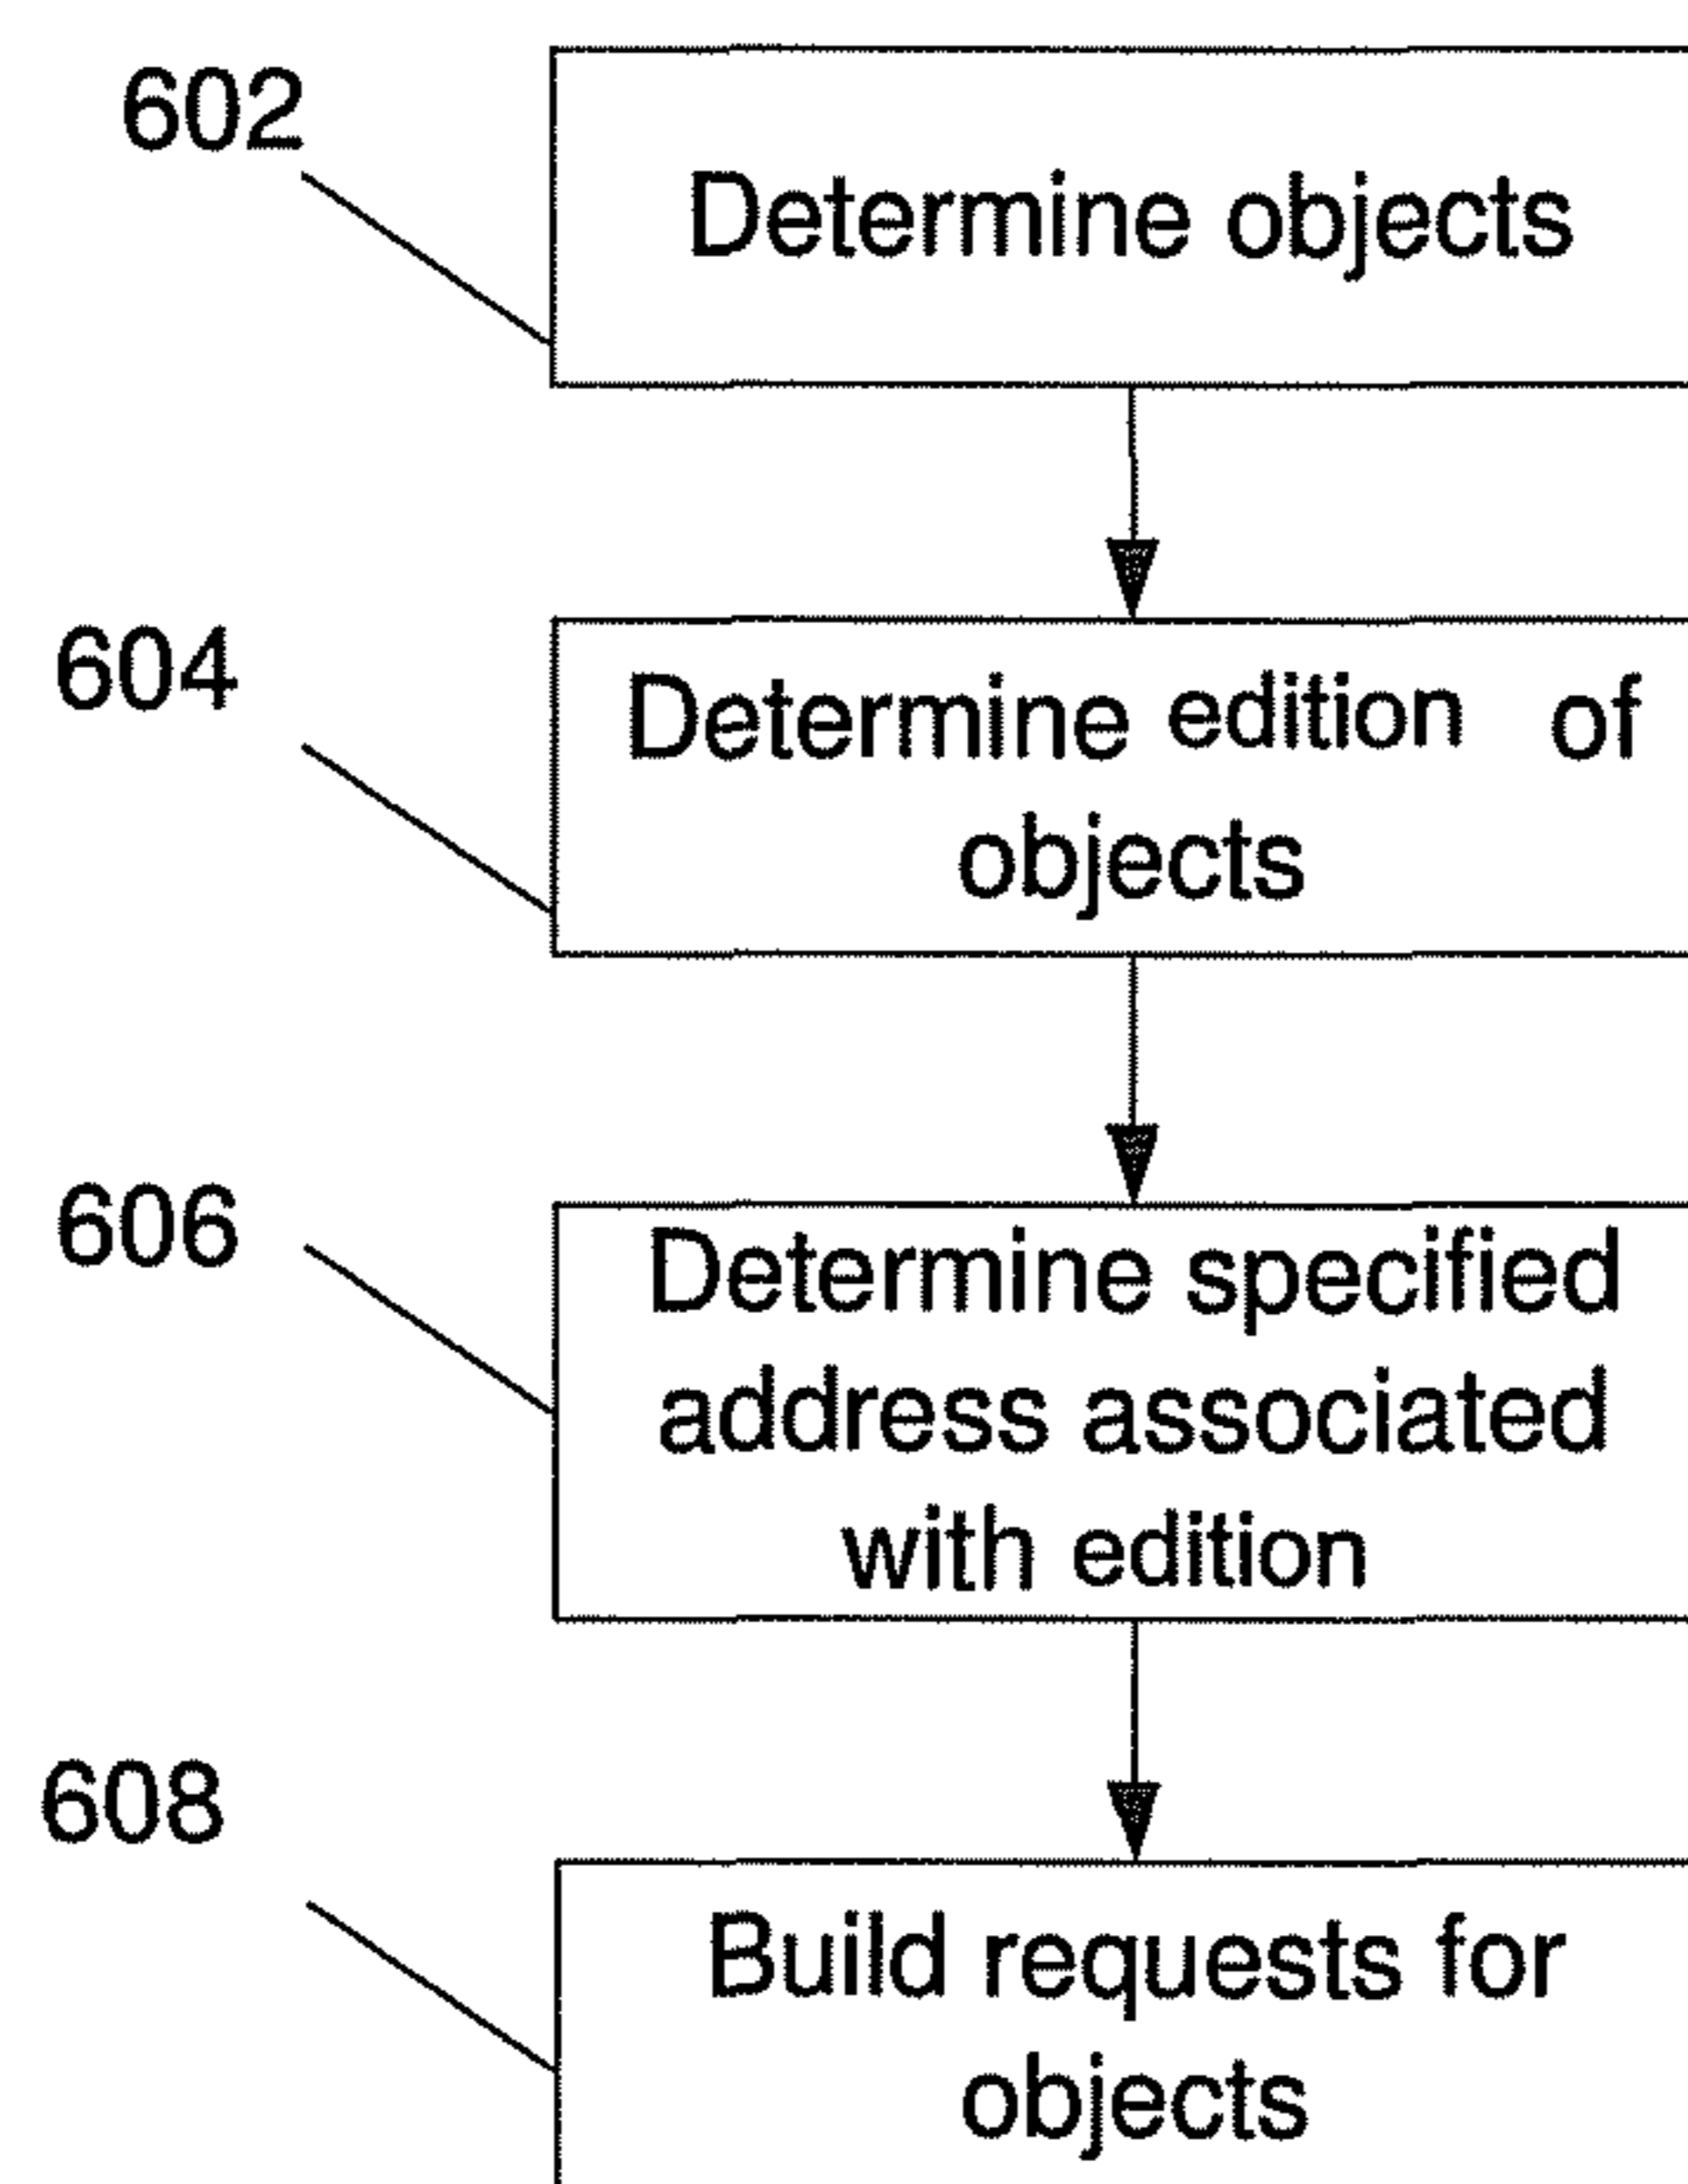 602
Determine objects
604
Determine edition of
objects
606
Determine specified
address associated
with edition
608
Build requests for
objects